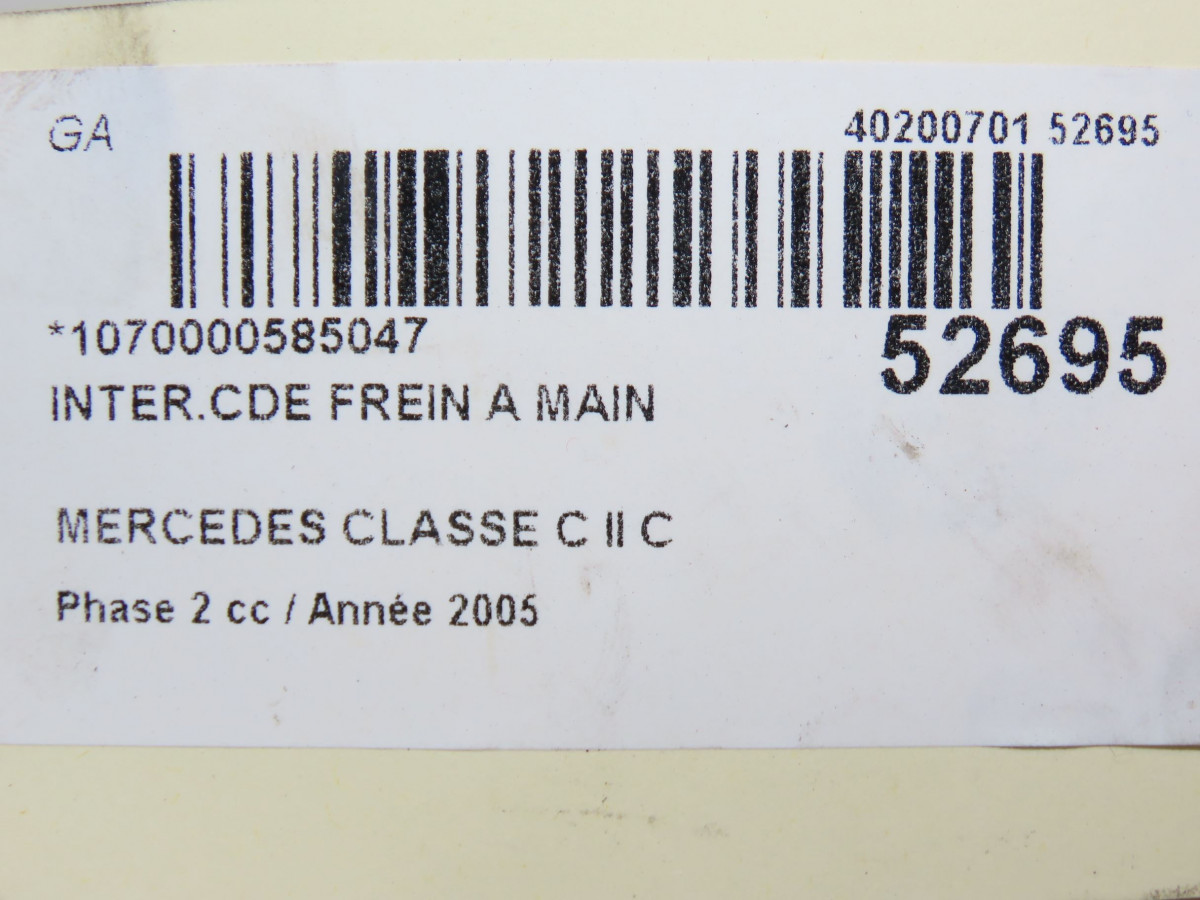 GA
40200701 52695
*1070000585047
52695
INTER.CDE FREIN A MAIN
MERCEDES CLASSE C II C
Phase 2 cc / Année 2005